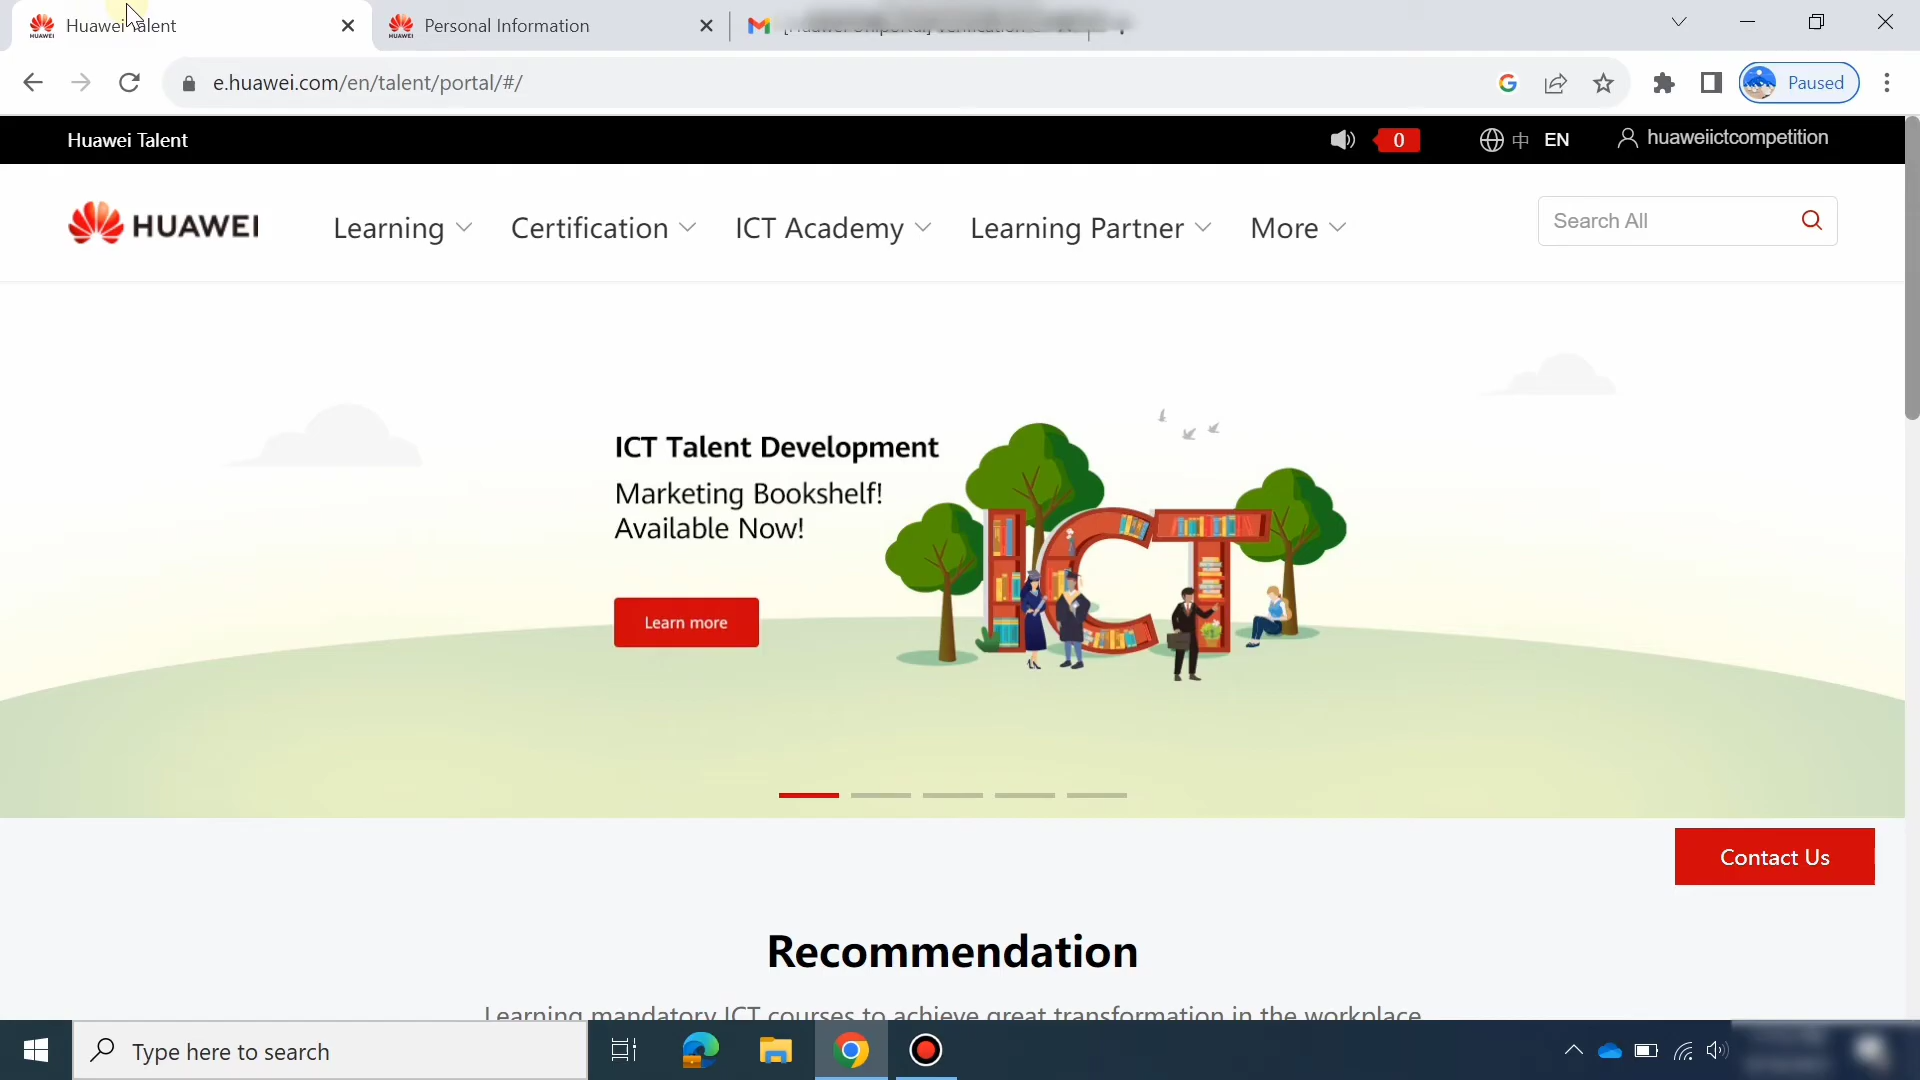 Huawei Talent
Personal Information
e.huawei.com/en/talent/portal/#/
Paused
Huawei Talent
0
中 EN
huaweiictcompetition
HUAWEI
Learning
Certification
ICT Academy
Learning Partner
More
Search All
ICT Talent Development
Marketing Bookshelf!
Available Now!
Learn more
Contact Us
Recommendation
Learning mandatory ICT courses to achieve great transformation in the workplace
Type here to search